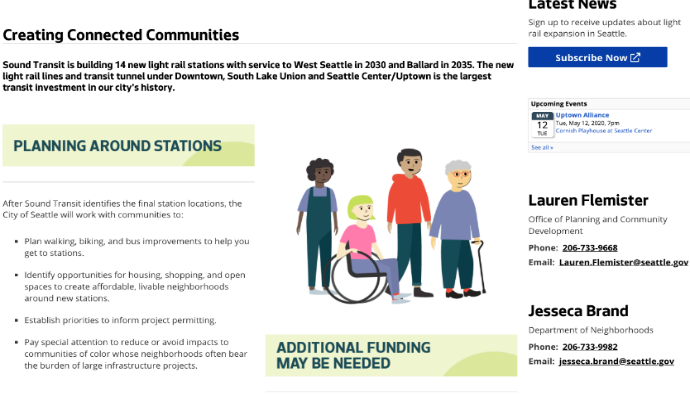 Creating Connected Communities
Sound Transit is building 14 new light rail stations with service to West Seattle in 2030 and Ballard in 2035. The new
light rail lines and transit tunnel under Downtown, South Lake Union and Seattle Center/Uptown is the largest
transit investment in our city's history.
PLANNING AROUND STATIONS
After Sound Transit identifies the final station locations, the
City of Seattle will work with communities to:
Plan walking, biking, and bus improvements to help you
get to stations.
Identify opportunities for housing, shopping, and open
spaces to create affordable, livable neighborhoods
around new stations.
Establish priorities to inform project permitting.
Pay special attention to reduce or avoid impacts to
communities of color whose neighborhoods often bear
the burden of large infrastructure projects.
ADDITIONAL FUNDING
MAY BE NEEDED
Latest News
Sign up to receive updates about light
rail expansion in Seattle.
Subscribe Now
Upcoming Events
MAY
12
TUE
Uptown Alliance
Tue, May 12, 2020, 7pm
Cornish Playhouse at Seattle Center
See all »
Lauren Flemister
Office of Planning and Community
Development
Phone: 206-733-9668
Email: Lauren.Flemister@seattle.gov
Jesseca Brand
Department of Neighborhoods
Phone: 206-733-9982
Email: jesseca.brand@seattle.gov